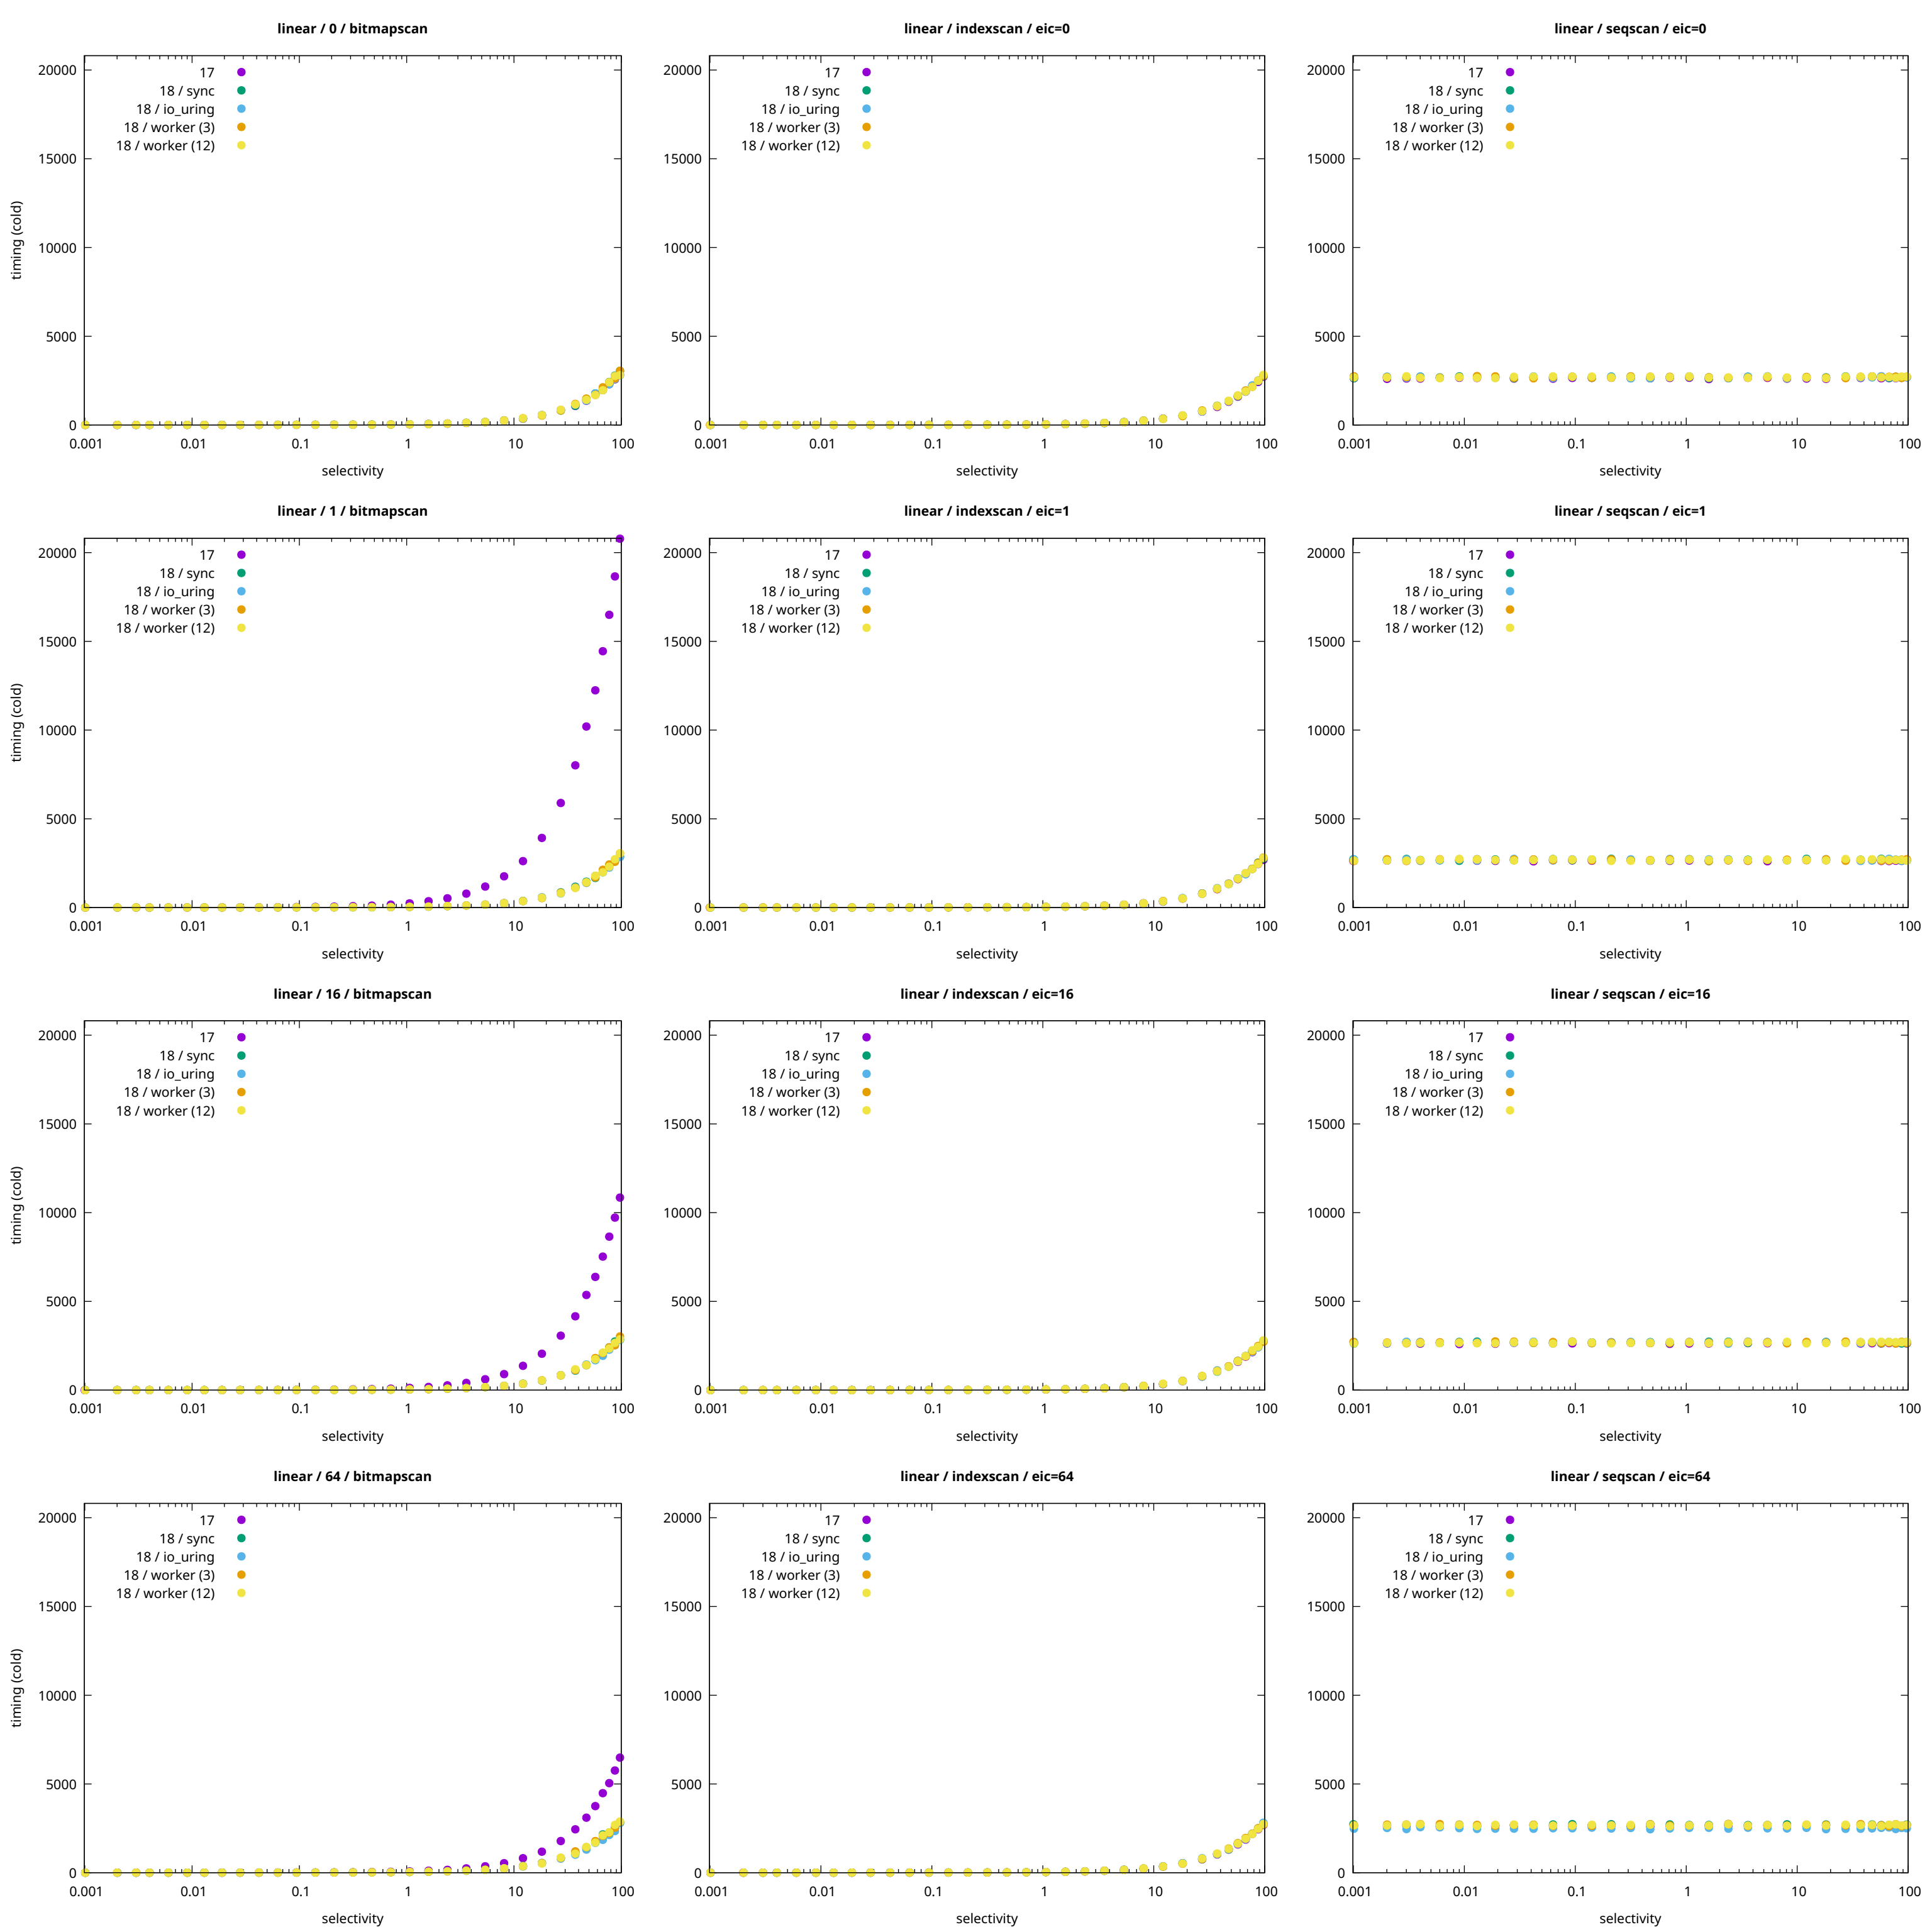 linear / 0 / bitmapscan
20000
15000
10000
5000
0
timing (cold)
17
18 / sync
18 / io_uring
18 / worker (3)
18 / worker (12)
0.001 0.01 0.1 1 10 100
selectivity
linear / indexscan / eic=0
20000
15000
10000
5000
0
17
18 / sync
18 / io_uring
18 / worker (3)
18 / worker (12)
0.001 0.01 0.1 1 10 100
selectivity
linear / seqscan / eic=0
20000
15000
10000
5000
0
17
18 / sync
18 / io_uring
18 / worker (3)
18 / worker (12)
0.001 0.01 0.1 1 10 100
selectivity
linear / 1 / bitmapscan
20000
15000
10000
5000
0
timing (cold)
17
18 / sync
18 / io_uring
18 / worker (3)
18 / worker (12)
0.001 0.01 0.1 1 10 100
selectivity
linear / indexscan / eic=1
20000
15000
10000
5000
0
17
18 / sync
18 / io_uring
18 / worker (3)
18 / worker (12)
0.001 0.01 0.1 1 10 100
selectivity
linear / seqscan / eic=1
20000
15000
10000
5000
0
17
18 / sync
18 / io_uring
18 / worker (3)
18 / worker (12)
0.001 0.01 0.1 1 10 100
selectivity
linear / 16 / bitmapscan
20000
15000
10000
5000
0
timing (cold)
17
18 / sync
18 / io_uring
18 / worker (3)
18 / worker (12)
0.001 0.01 0.1 1 10 100
selectivity
linear / indexscan / eic=16
20000
15000
10000
5000
0
17
18 / sync
18 / io_uring
18 / worker (3)
18 / worker (12)
0.001 0.01 0.1 1 10 100
selectivity
linear / seqscan / eic=16
20000
15000
10000
5000
0
17
18 / sync
18 / io_uring
18 / worker (3)
18 / worker (12)
0.001 0.01 0.1 1 10 100
selectivity
linear / 64 / bitmapscan
20000
15000
10000
5000
0
timing (cold)
17
18 / sync
18 / io_uring
18 / worker (3)
18 / worker (12)
0.001 0.01 0.1 1 10 100
selectivity
linear / indexscan / eic=64
20000
15000
10000
5000
0
17
18 / sync
18 / io_uring
18 / worker (3)
18 / worker (12)
0.001 0.01 0.1 1 10 100
selectivity
linear / seqscan / eic=64
20000
15000
10000
5000
0
17
18 / sync
18 / io_uring
18 / worker (3)
18 / worker (12)
0.001 0.01 0.1 1 10 100
selectivity